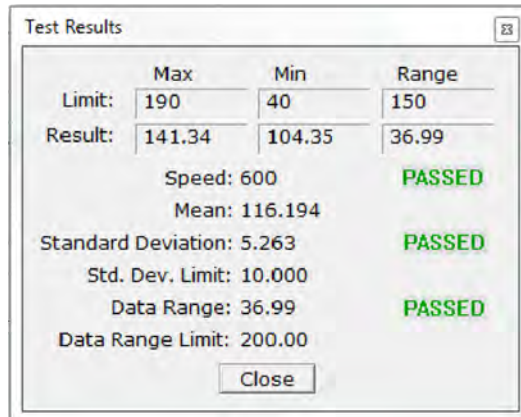 Test Results
Max Min Range
Limit: 190 40 150
Result: 141.34 104.35 36.99
Speed: 600 PASSED
Mean: 116.194
Standard Deviation: 5.263 PASSED
Std. Dev. Limit: 10.000
Data Range: 36.99 PASSED
Data Range Limit: 200.00
Close